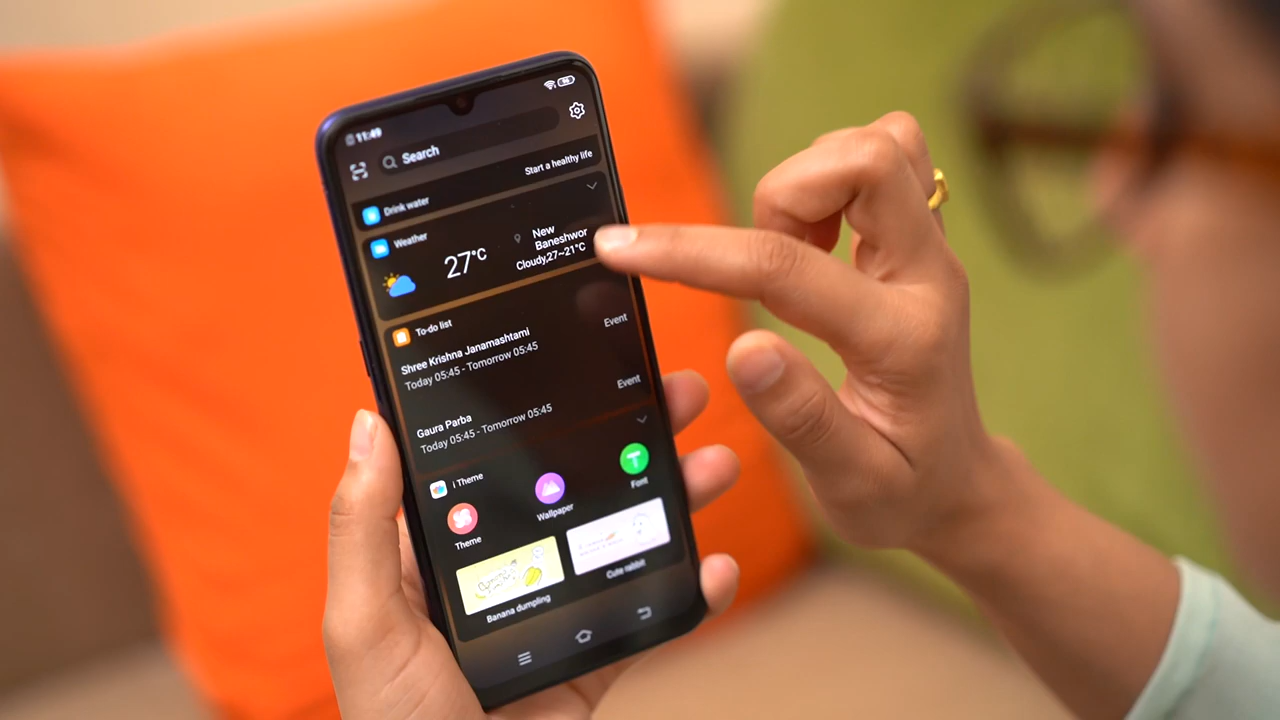 11:49
Search
Start a healthy life
Drink water
Weather
27°C
New
Baneshwor
Cloudy,27~21°C
To-do list
Event
Shree Krishna Janamashtami
Today 05:45 - Tomorrow 05:45
Event
Gaura Parba
Today 05:45 - Tomorrow 05:45
i Theme
Theme
Wallpaper
Font
Banana dumpling
Cute rabbit